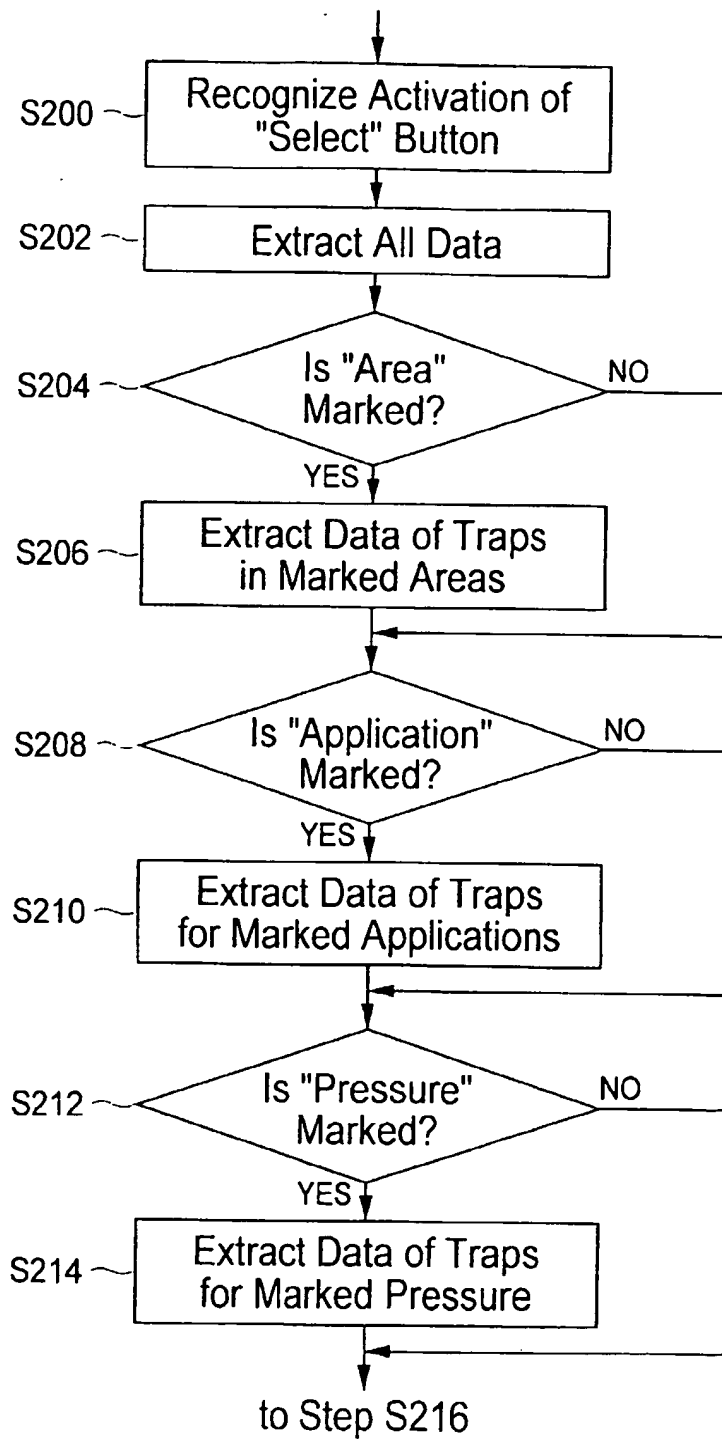 S200
Recognize Activation of
"Select" Button
S202
Extract All Data
S204
Is "Area"
Marked?
NO
YES
S206
Extract Data of Traps
in Marked Areas
S208
Is "Application"
Marked?
NO
YES
S210
Extract Data of Traps
for Marked Applications
S212
Is "Pressure"
Marked?
NO
YES
S214
Extract Data of Traps
for Marked Pressure
to Step S216